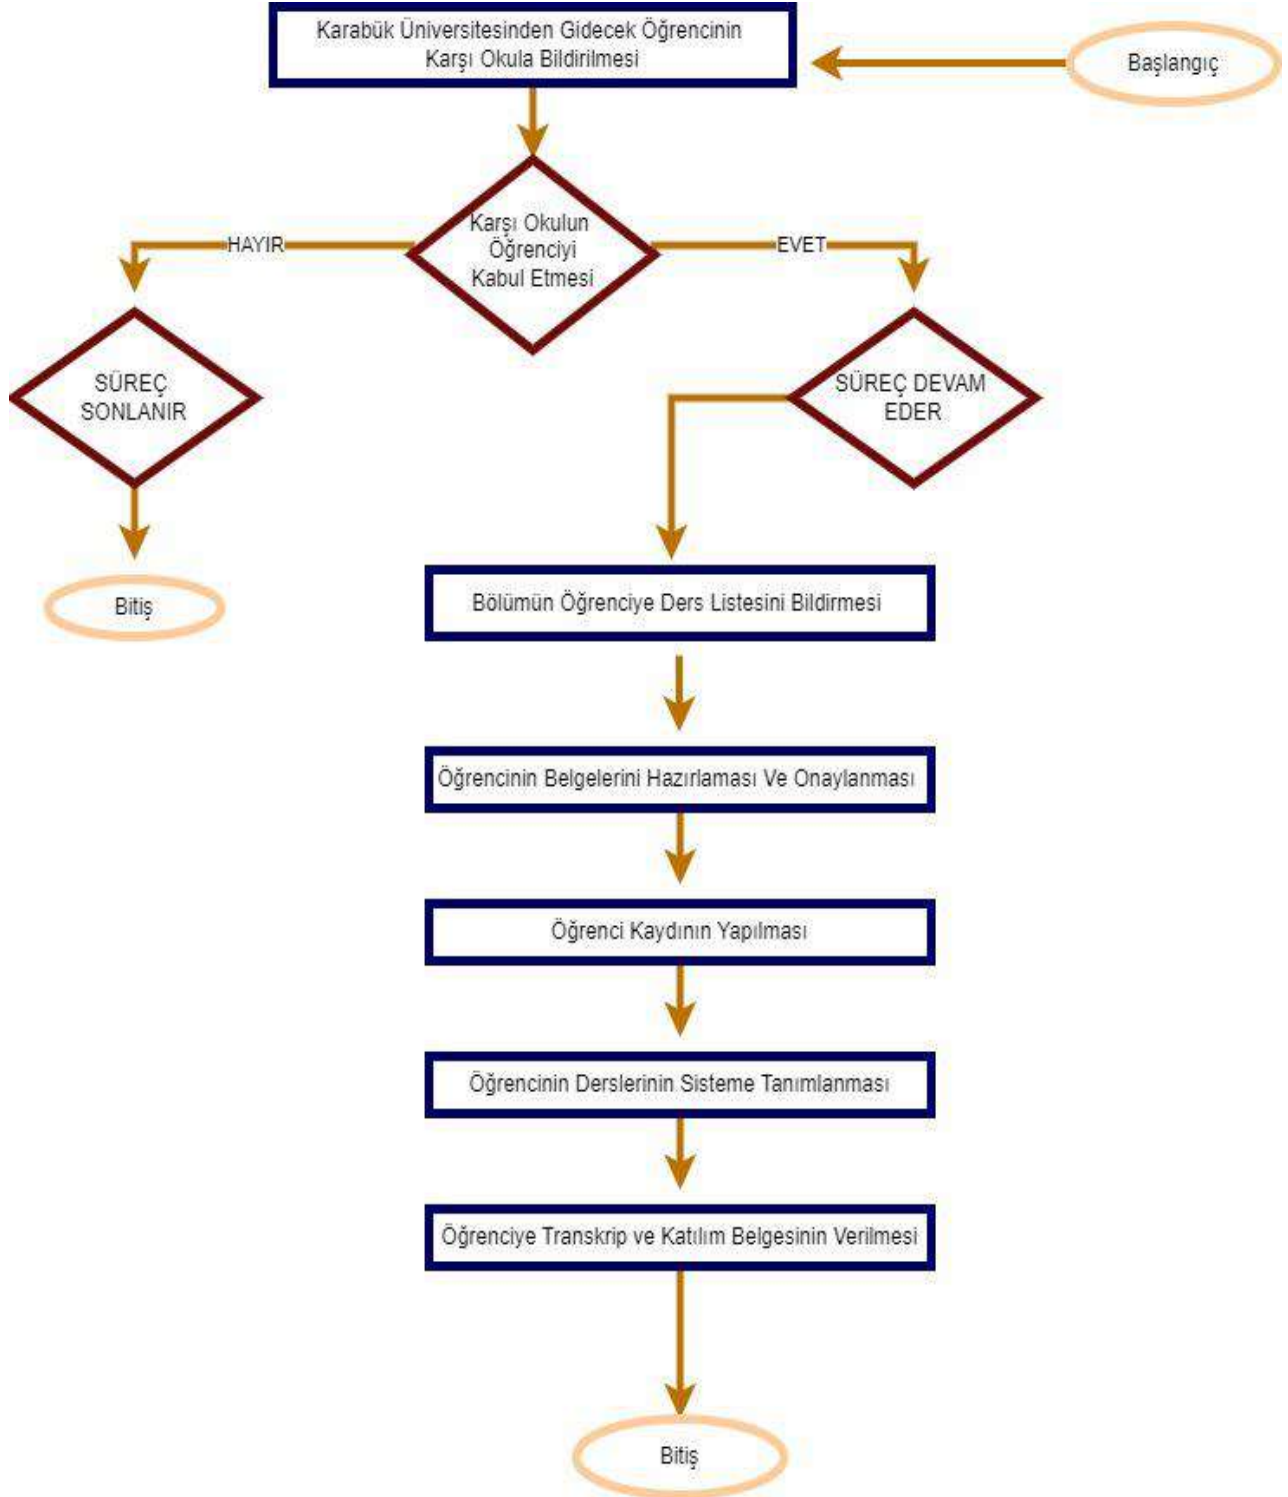 Karabük Üniversitesinden Gidecek Öğrencinin
Karşı Okula Bildirilmesi
Başlangıç
Karşı Okulun
Öğrenciyi
Kabul Etmesi
HAYIR
EVET
SÜREÇ
SONLANIR
SÜREÇ DEVAM
EDER
Bitiş
Bölümün Öğrenciye Ders Listesini Bildirmesi
Öğrencinin Belgelerini Hazırlaması Ve Onaylanması
Öğrenci Kaydının Yapılması
Öğrencinin Derslerinin Sisteme Tanımlanması
Öğrenciye Transkrip ve Katılım Belgesinin Verilmesi
Bitiş